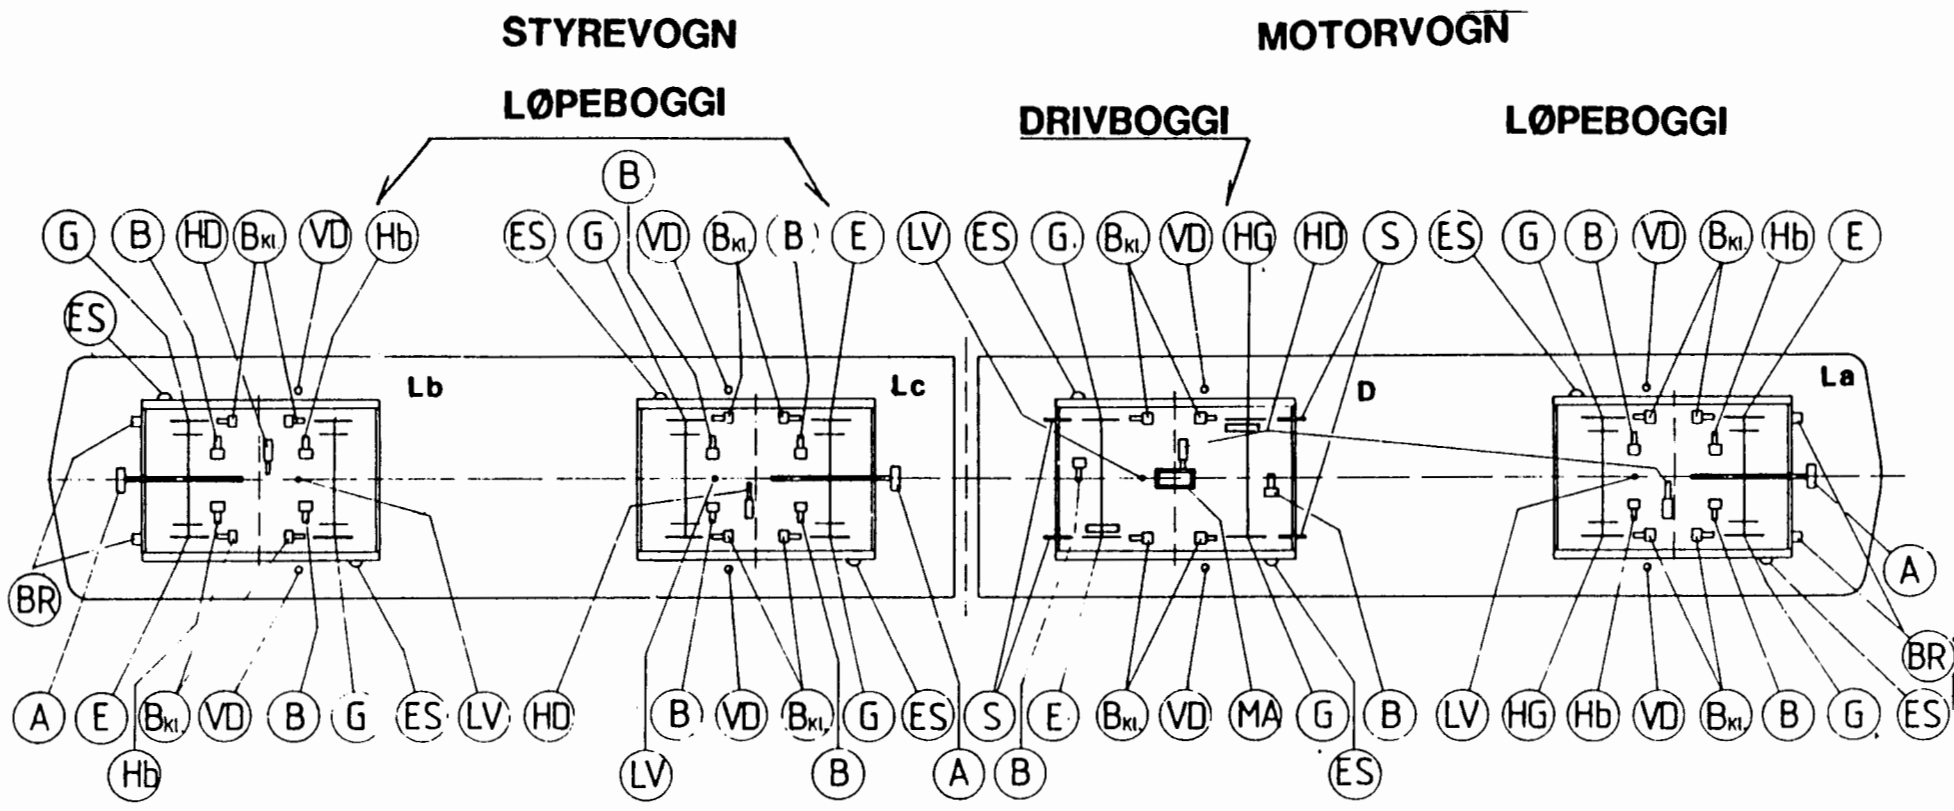 STYREVOGN MOTORVOGN
LØPEBOGGI DRIVBOGGI LØPEBOGGI
B
G B HD BKl. VD Hb ES G VD BKl. B E LV ES G. BKl. VD HG HD S ES G B VD BKl. Hb E
ES
Lb Lc D La
BR A
BR
A E BKl. VD B G ES LV HD B VD BKl. G ES S E BKl. VD MA G B LV HG Hb VD BKl. B G ES
Hb LV B A B ES